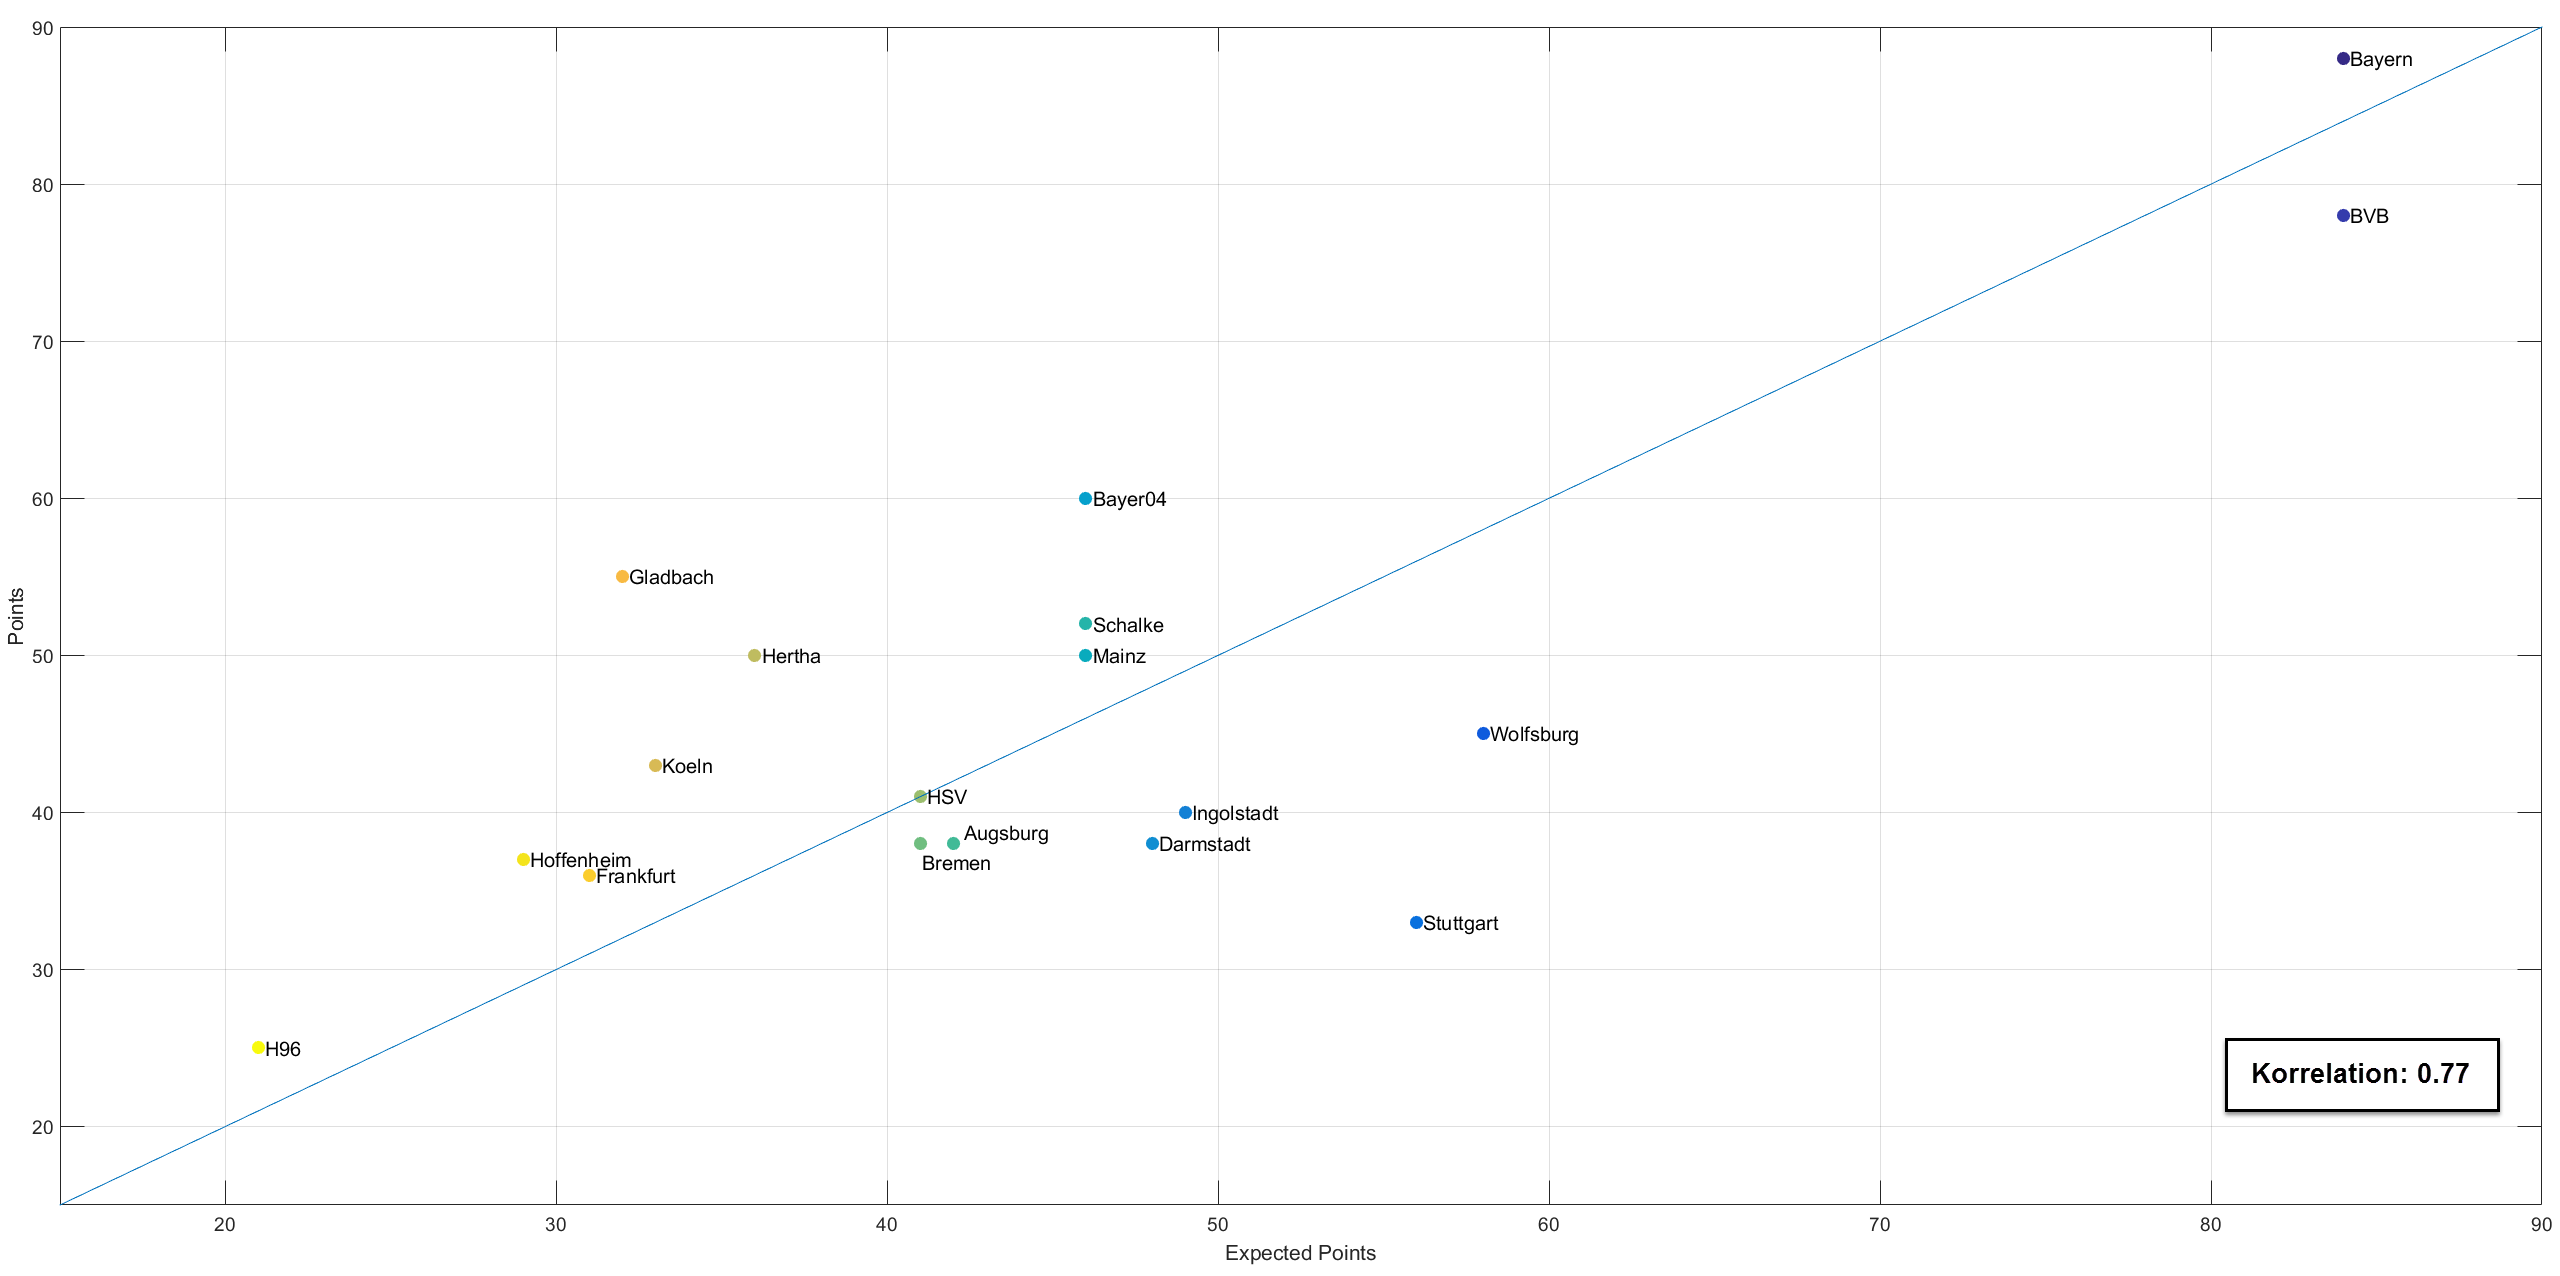 90
Bayern
80
BVB
70
60
Bayer04
Gladbach
Points
Schalke
50
Hertha
Mainz
Wolfsburg
Koeln
HSV
40
Ingolstadt
Augsburg
Darmstadt
Bremen
Hoffenheim
Frankfurt
Stuttgart
30
H96
Korrelation: 0.77
20
20 30 40 50 60 70 80 90
Expected Points